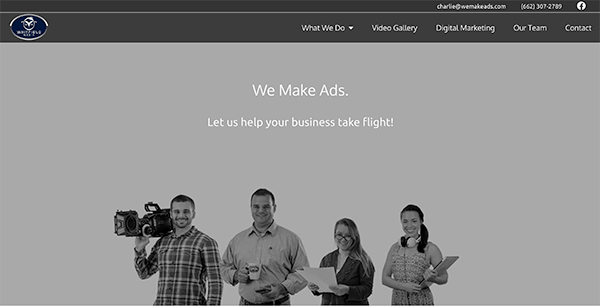 charlie@wemakeads.com (662) 307-2789
What We Do Video Gallery Digital Marketing Our Team Contact
We Make Ads.
Let us help your business take flight!